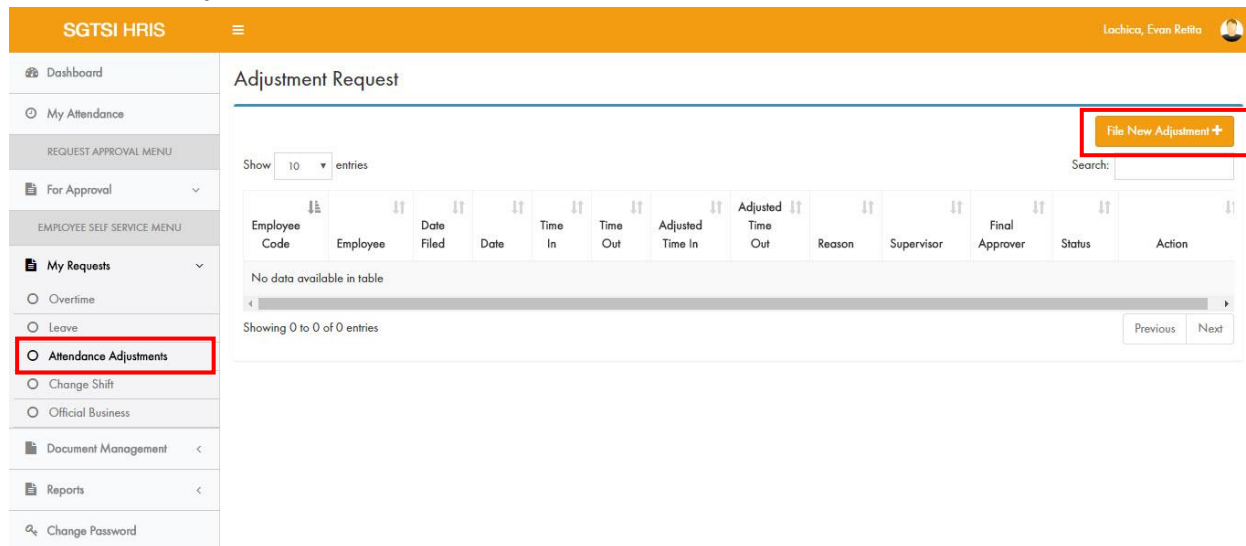 SGTSI HRIS
Lachica, Evan Retita
Dashboard
My Attendance
REQUEST APPROVAL MENU
For Approval
EMPLOYEE SELF SERVICE MENU
My Requests
Overtime
Leave
Attendance Adjustments
Change Shift
Official Business
Document Management
Reports
Change Password
Adjustment Request
File New Adjustment +
Show 10 entries
Search:
Employee Code
Employee
Date Filed
Date
Time In
Time Out
Adjusted Time In
Adjusted Time Out
Reason
Supervisor
Final Approver
Status
Action
No data available in table
Showing 0 to 0 of 0 entries
Previous Next